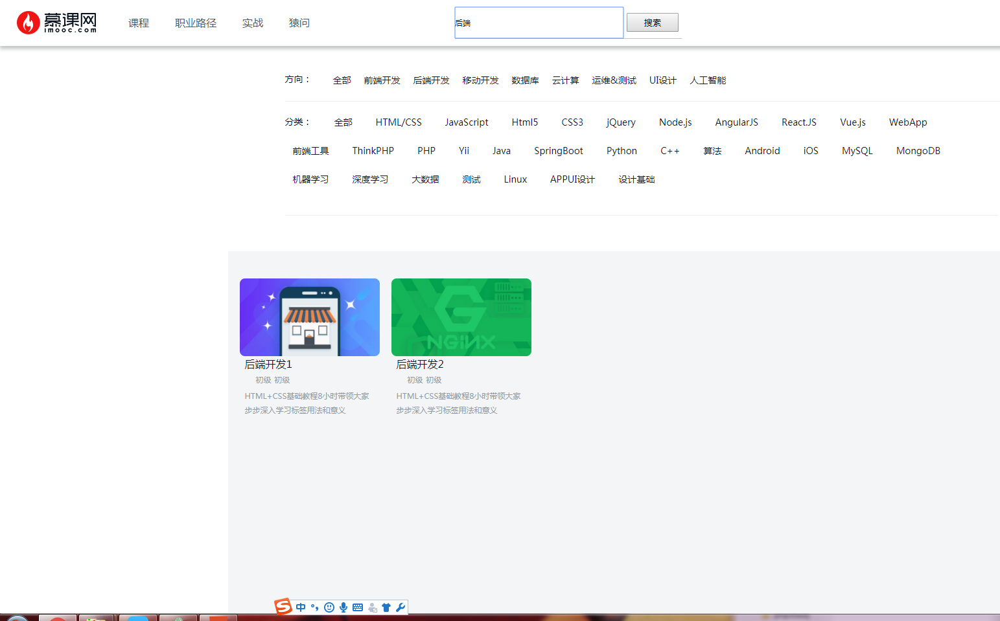 慕课网 课程 职业路径 实战 猿问 后端 搜索
imooc.com
方向： 全部 前端开发 后端开发 移动开发 数据库 云计算 运维&测试 UI设计 人工智能
分类： 全部 HTML/CSS JavaScript Html5 CSS3 jQuery Node.js AngularJS React.JS Vue.js WebApp
前端工具 ThinkPHP PHP Yii Java SpringBoot Python C++ 算法 Android iOS MySQL MongoDB
机器学习 深度学习 大数据 测试 Linux APPUI设计 设计基础
NGINX
后端开发1 后端开发2
初级 初级 初级 初级
HTML+CSS基础教程8小时带领大家 HTML+CSS基础教程8小时带领大家
步步深入学习标签用法和意义 步步深入学习标签用法和意义
中